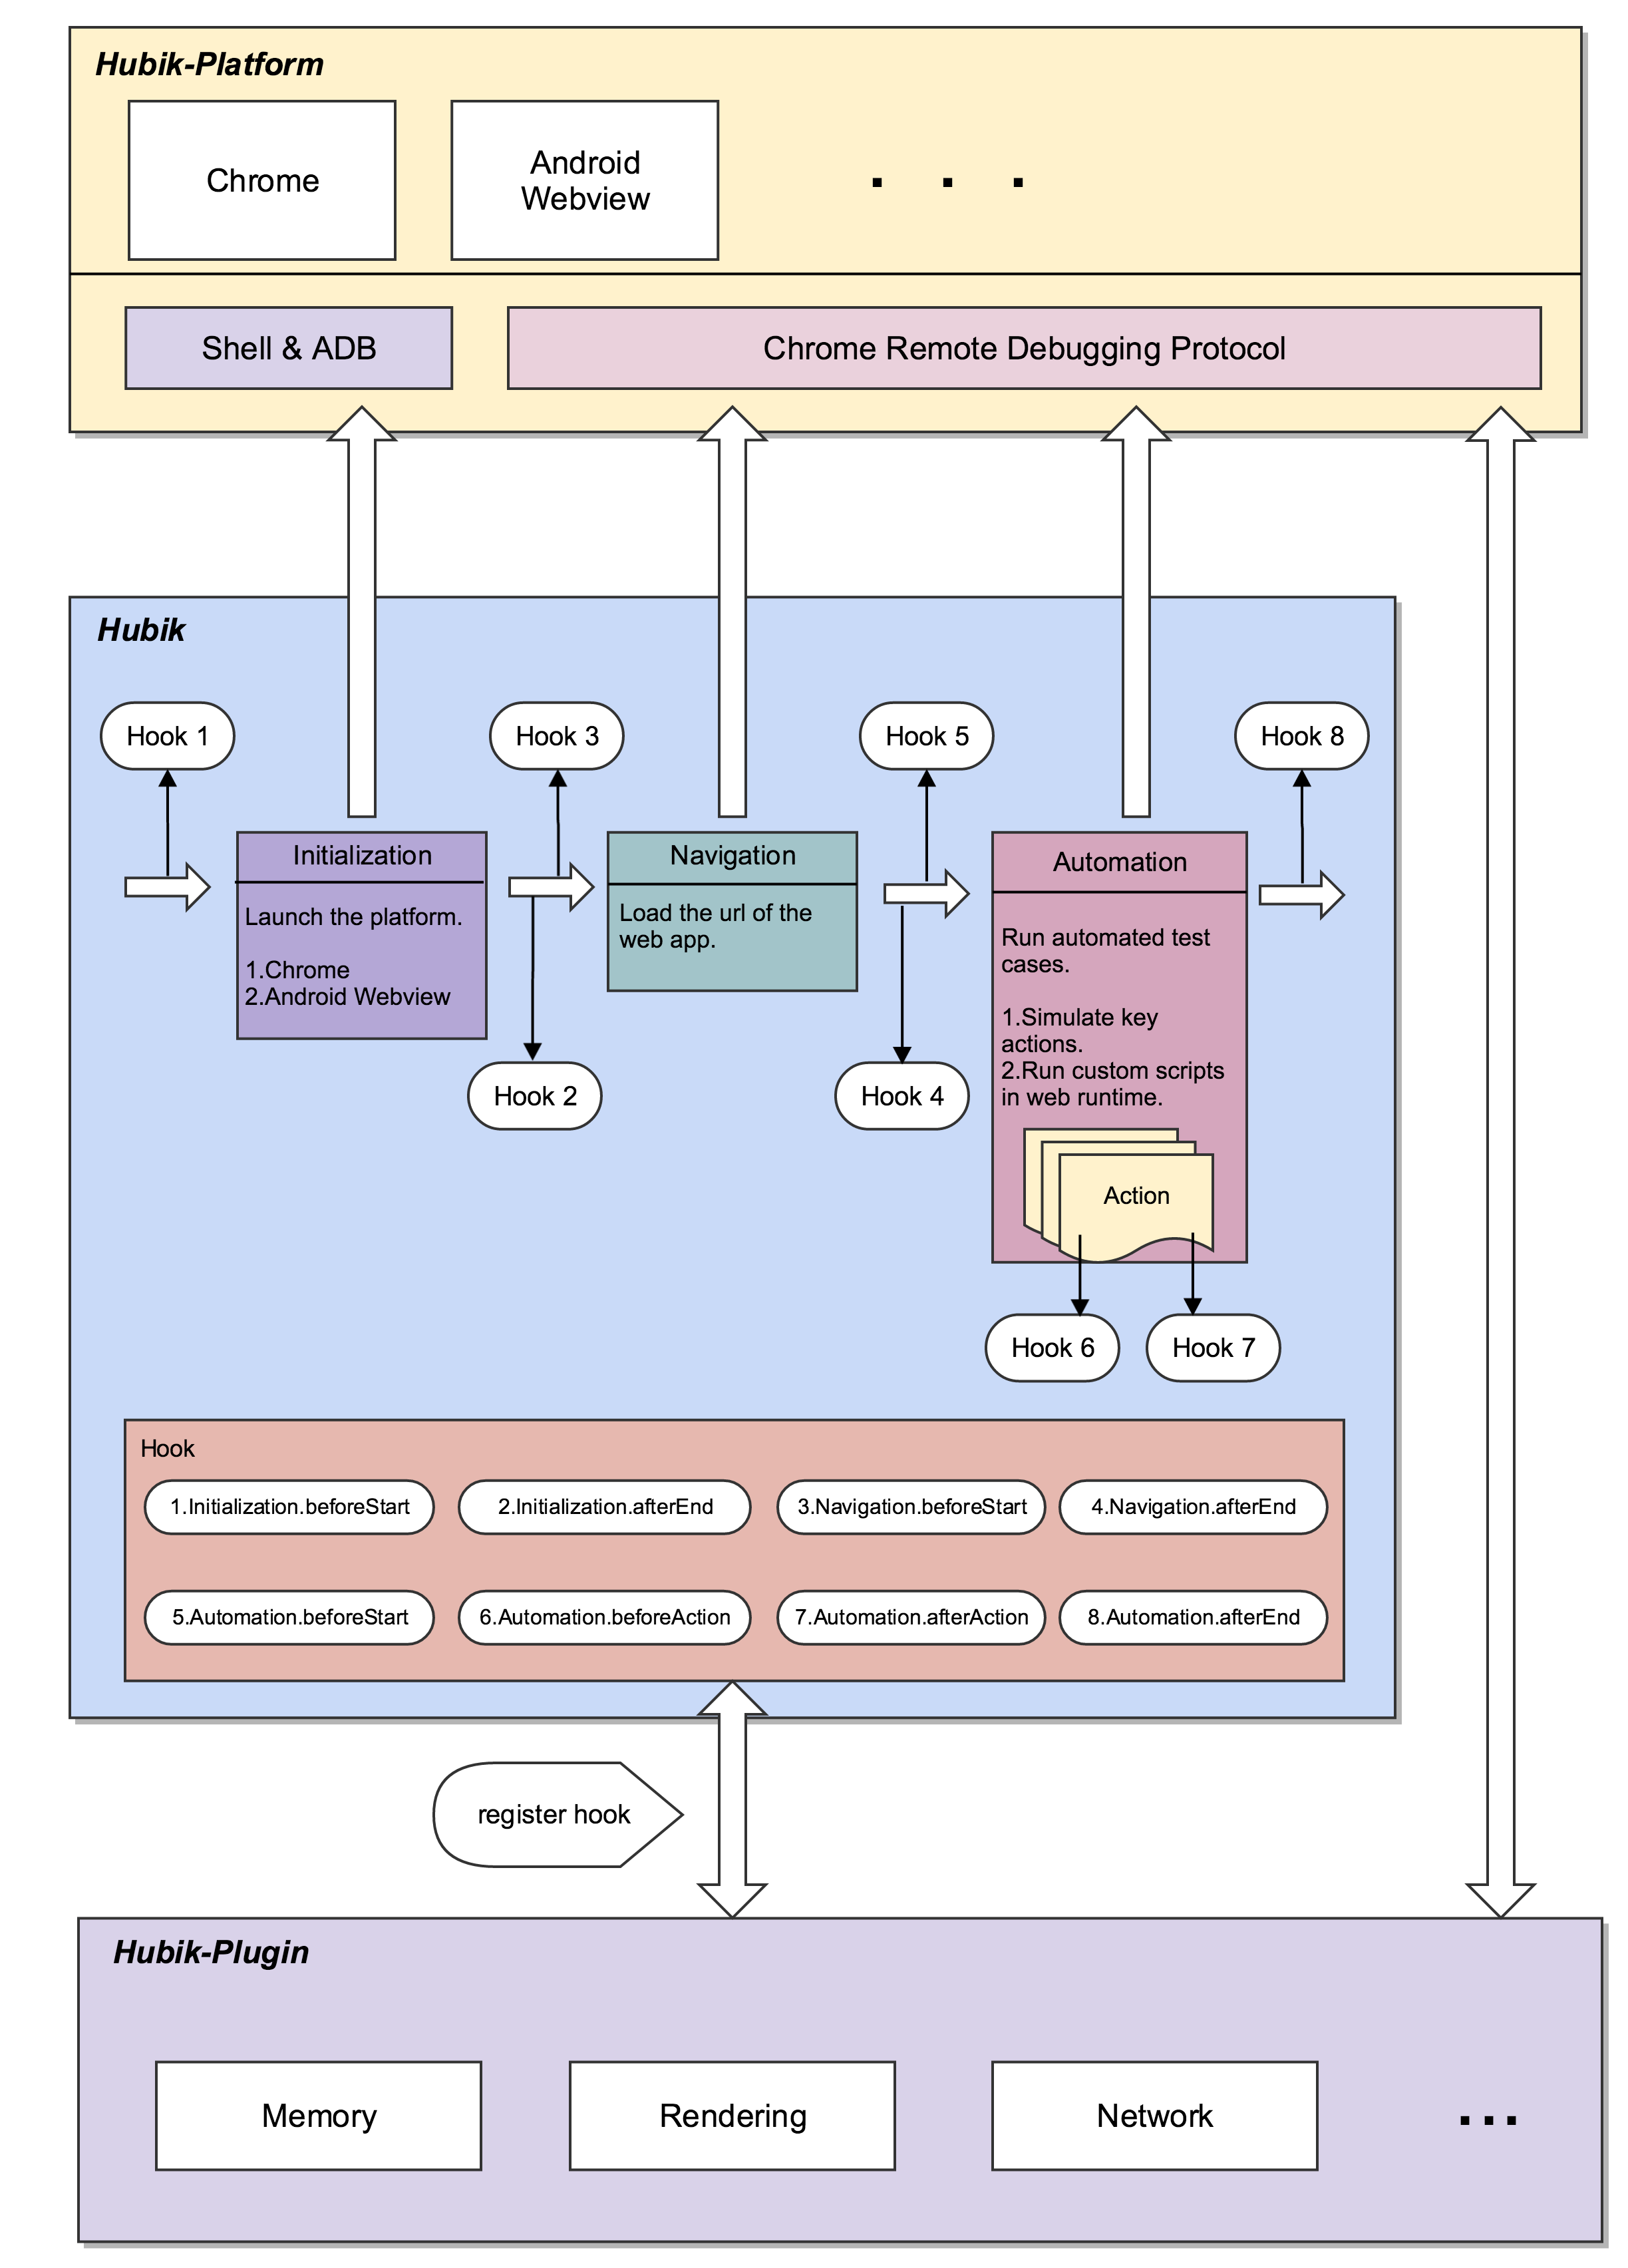 Hubik-Platform
Chrome
Android
Webview
. . .
Shell & ADB
Chrome Remote Debugging Protocol
Hubik
Hook 1
Hook 3
Hook 5
Hook 8
Initialization
Launch the platform.
1.Chrome
2.Android Webview
Navigation
Load the url of the
web app.
Automation
Run automated test
cases.
1.Simulate key
actions.
2.Run custom scripts
in web runtime.
Action
Hook 2
Hook 4
Hook 6
Hook 7
Hook
1.Initialization.beforeStart
2.Initialization.afterEnd
3.Navigation.beforeStart
4.Navigation.afterEnd
5.Automation.beforeStart
6.Automation.beforeAction
7.Automation.afterAction
8.Automation.afterEnd
register hook
Hubik-Plugin
Memory
Rendering
Network
...